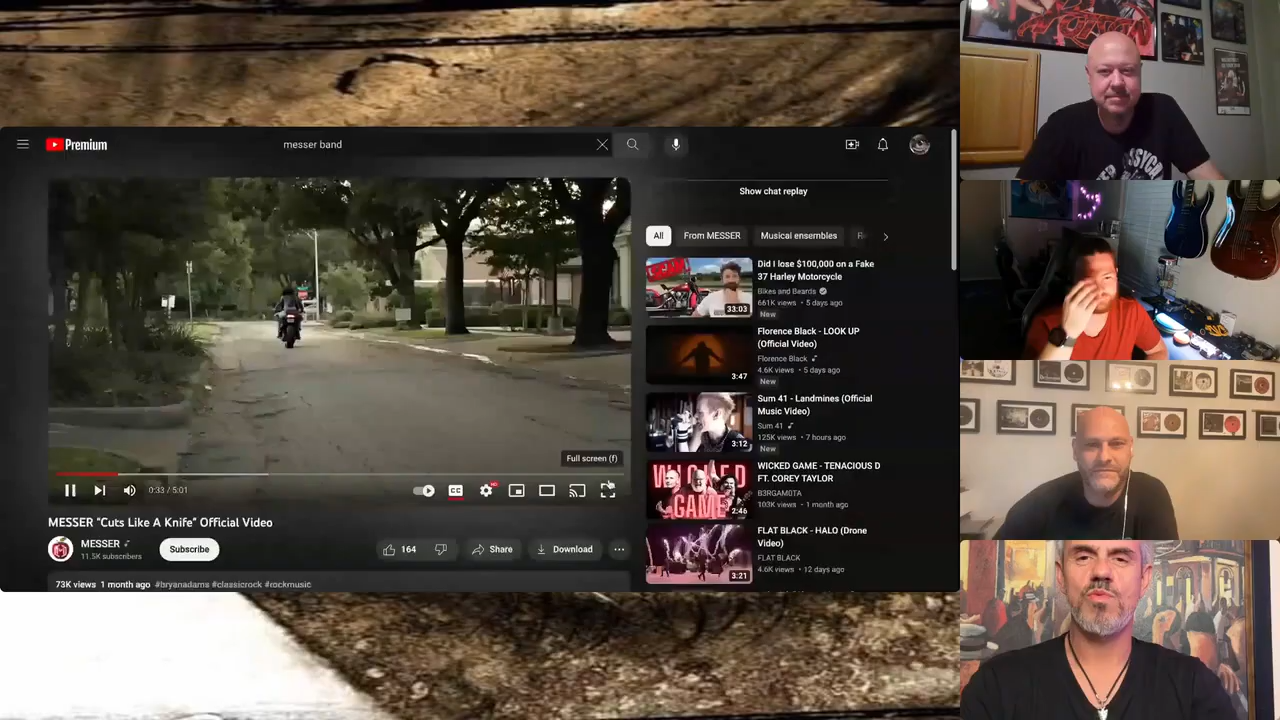 Premium
messer band
Show chat replay
All
From MESSER
Musical ensembles
R
SCAM!
33:03
Did I lose $100,000 on a Fake
37 Harley Motorcycle
Bikes and Beards
661K views • 5 days ago
New
3:47
Florence Black - LOOK UP
(Official Video)
Florence Black
4.6K views • 5 days ago
New
3:12
Sum 41 - Landmines (Official
Music Video)
Sum 41
125K views • 7 hours ago
New
WICKED
GAME
2:46
WICKED GAME - TENACIOUS D
FT. COREY TAYLOR
B3RGAM0TA
103K views • 1 month ago
3:21
FLAT BLACK - HALO (Drone
Video)
FLAT BLACK
4.6K views • 12 days ago
Full screen (f)
0:33 / 5:01
CC
HD
MESSER “Cuts Like A Knife” Official Video
MESSER
11.5K subscribers
Subscribe
164
Share
Download
73K views 1 month ago #bryanadams #classicrock #rockmusic